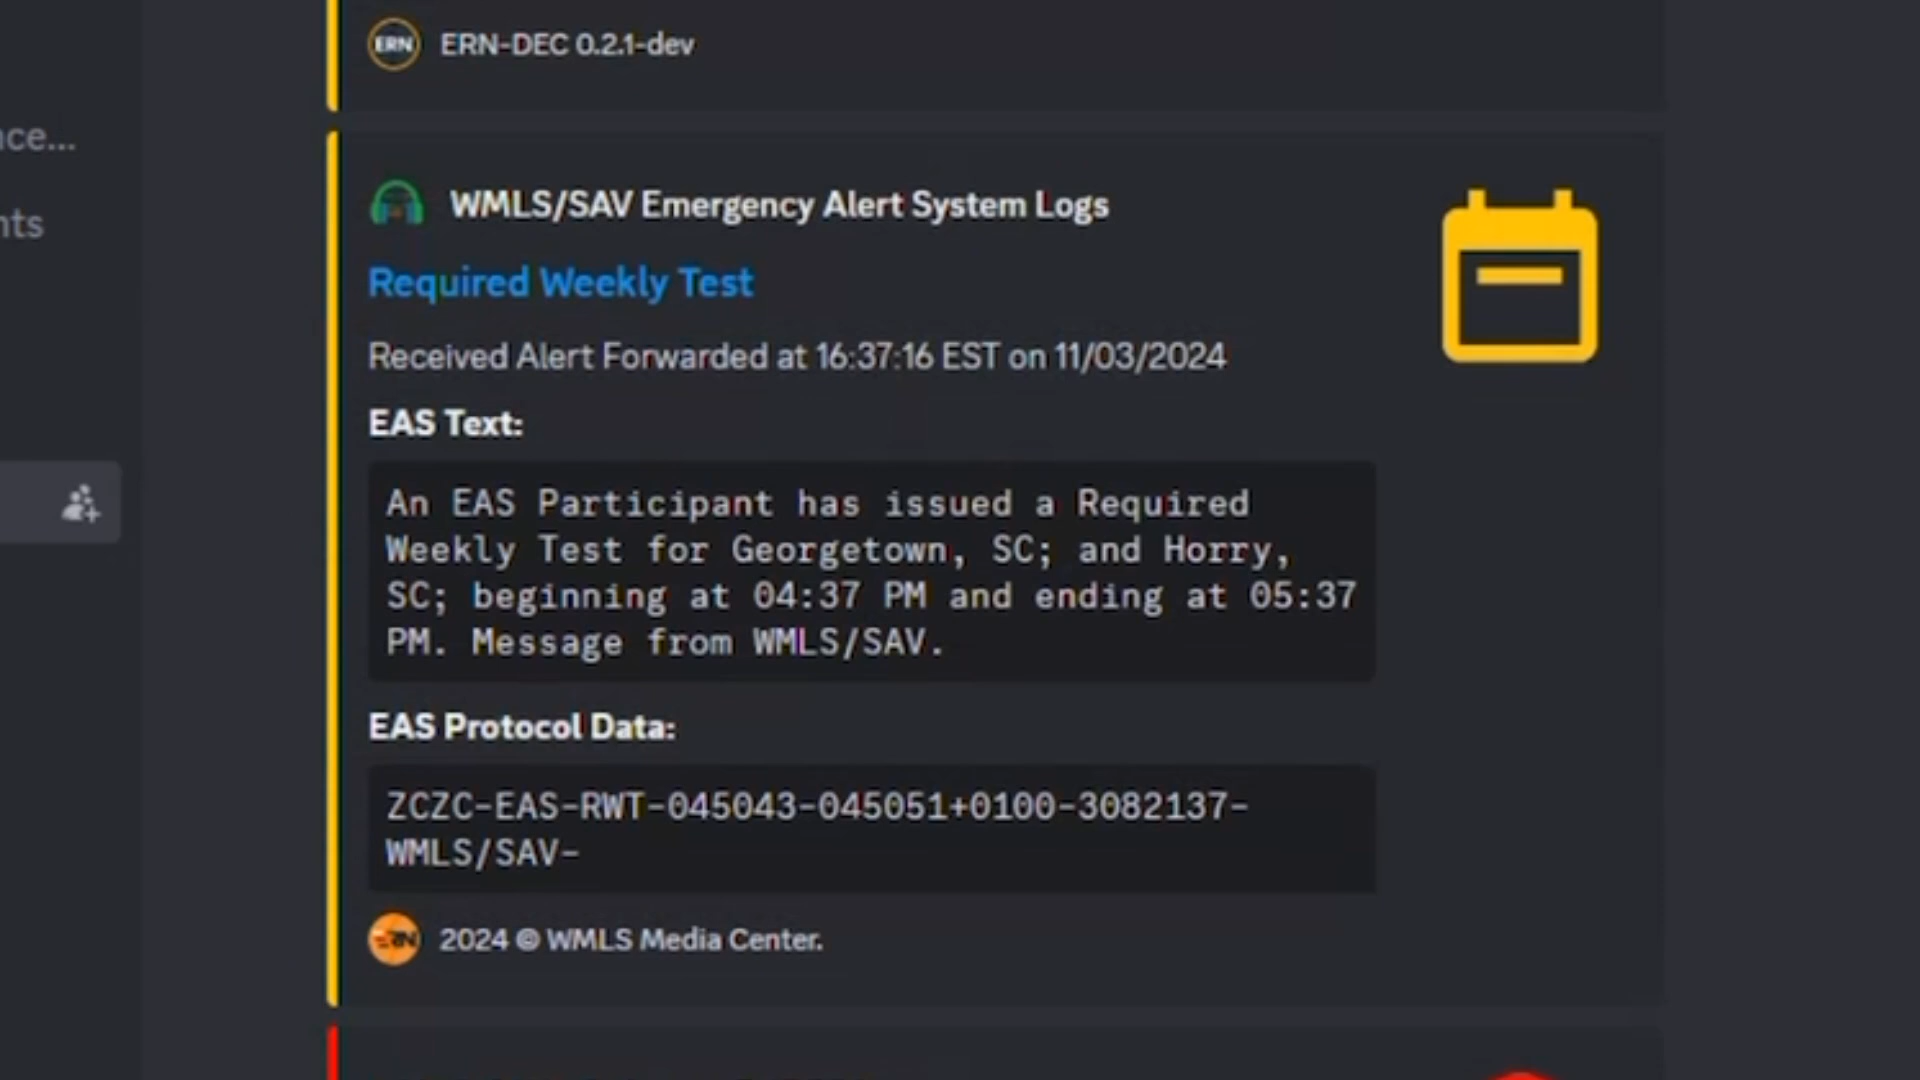 ERN ERN-DEC 0.2.1-dev
nce...
WMLS/SAV Emergency Alert System Logs
nts
Required Weekly Test
Received Alert Forwarded at 16:37:16 EST on 11/03/2024
EAS Text:
An EAS Participant has issued a Required
Weekly Test for Georgetown, SC; and Horry,
SC; beginning at 04:37 PM and ending at 05:37
PM. Message from WMLS/SAV.
EAS Protocol Data:
ZCZC-EAS-RWT-045043-045051+0100-3082137-
WMLS/SAV-
2024 © WMLS Media Center.